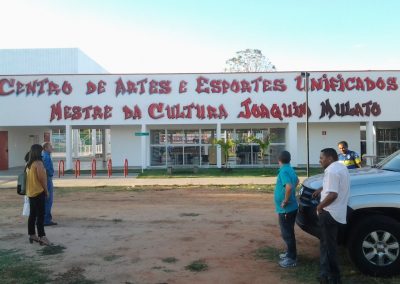 Centro de Artes e Esportes Unificados
Mestre da Cultura Joaquim Mulato